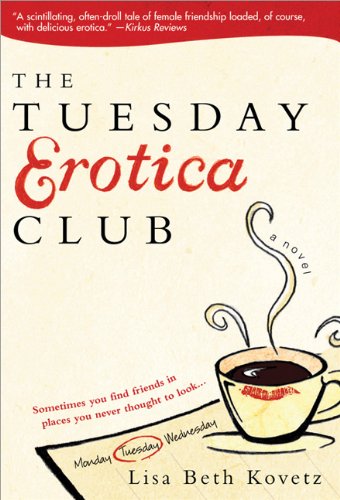 "A scintillating, often-droll tale of female friendship loaded, of course,
with delicious erotica." —Kirkus Reviews
THE
TUESDAY
Erotica
CLUB
a novel
Sometimes you find friends in
places you never thought to look...
Monday Tuesday Wednesday
Lisa Beth Kovetz